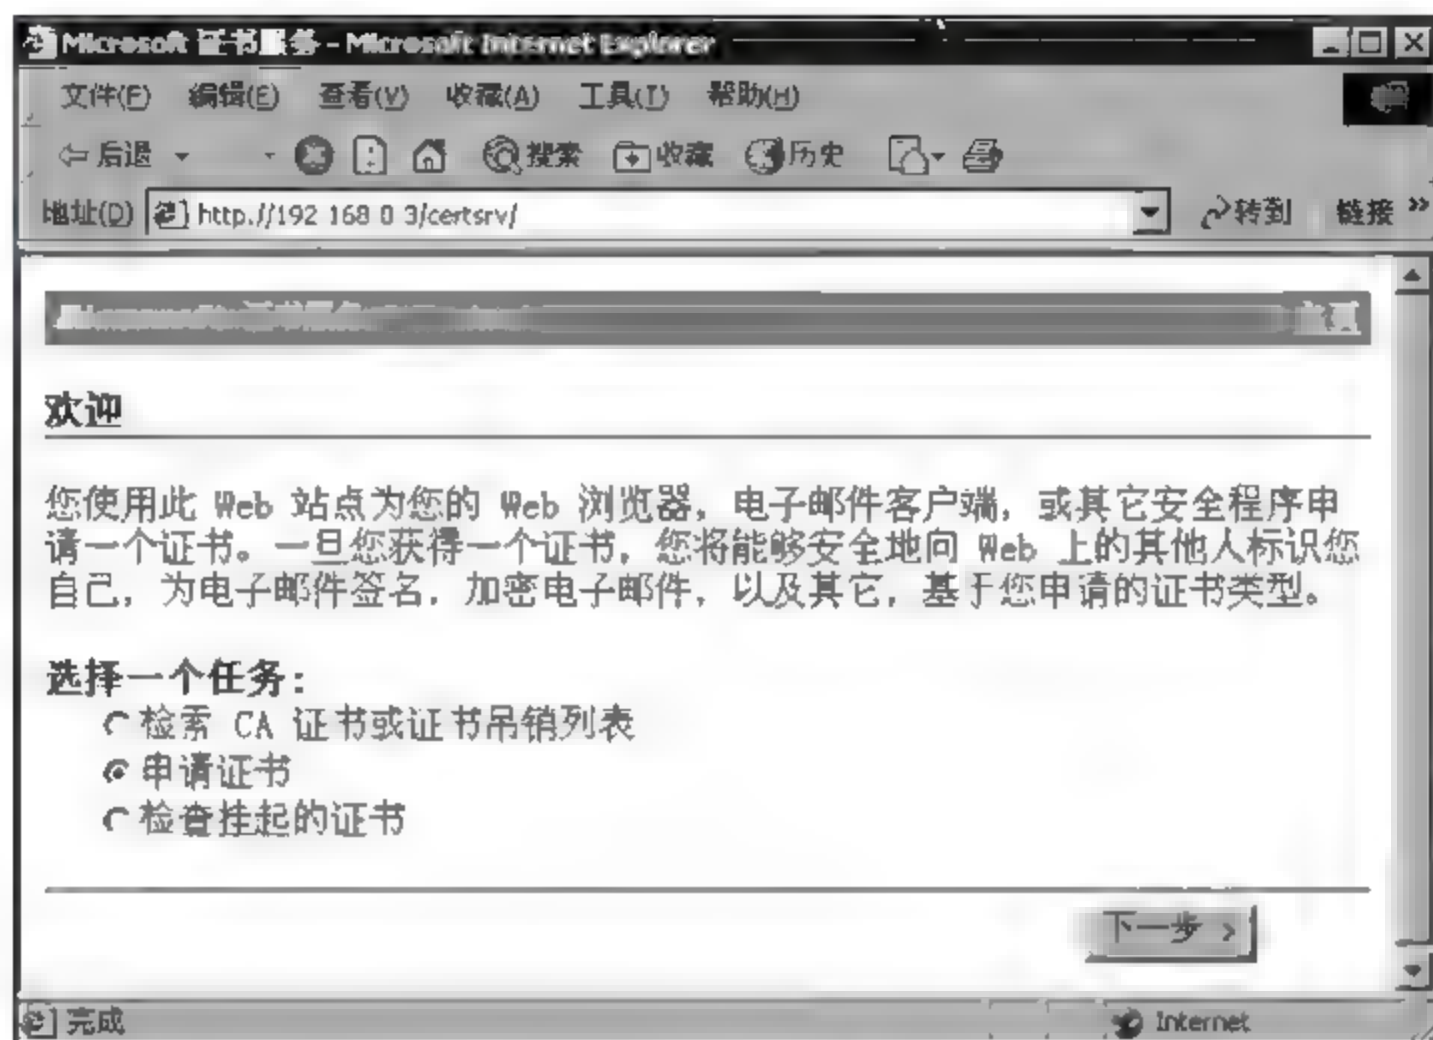 Microsoft 证书服务 - Microsoft Internet Explorer
文件(F) 编辑(E) 查看(V) 收藏(A) 工具(T) 帮助(H)
后退 搜索 收藏 历史
地址(D) http://192 168 0 3/certsrv/ 转到 链接 »
主页
欢迎
您使用此 Web 站点为您的 Web 浏览器，电子邮件客户端，或其它安全程序申
请一个证书。一旦您获得一个证书，您将能够安全地向 Web 上的其他人标识您
自己，为电子邮件签名，加密电子邮件，以及其它，基于您申请的证书类型。
选择一个任务：
检索 CA 证书或证书吊销列表
申请证书
检查挂起的证书
下一步 >
完成 Internet